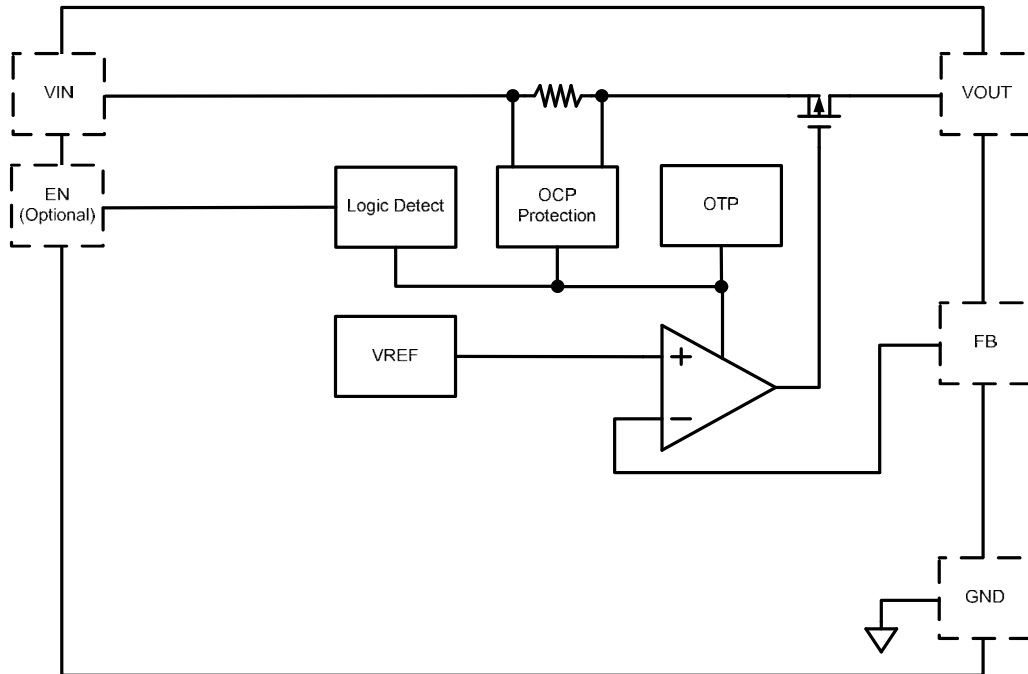 VIN
VOUT
EN
(Optional)
Logic Detect
OCP
Protection
OTP
VREF
+
−
FB
GND